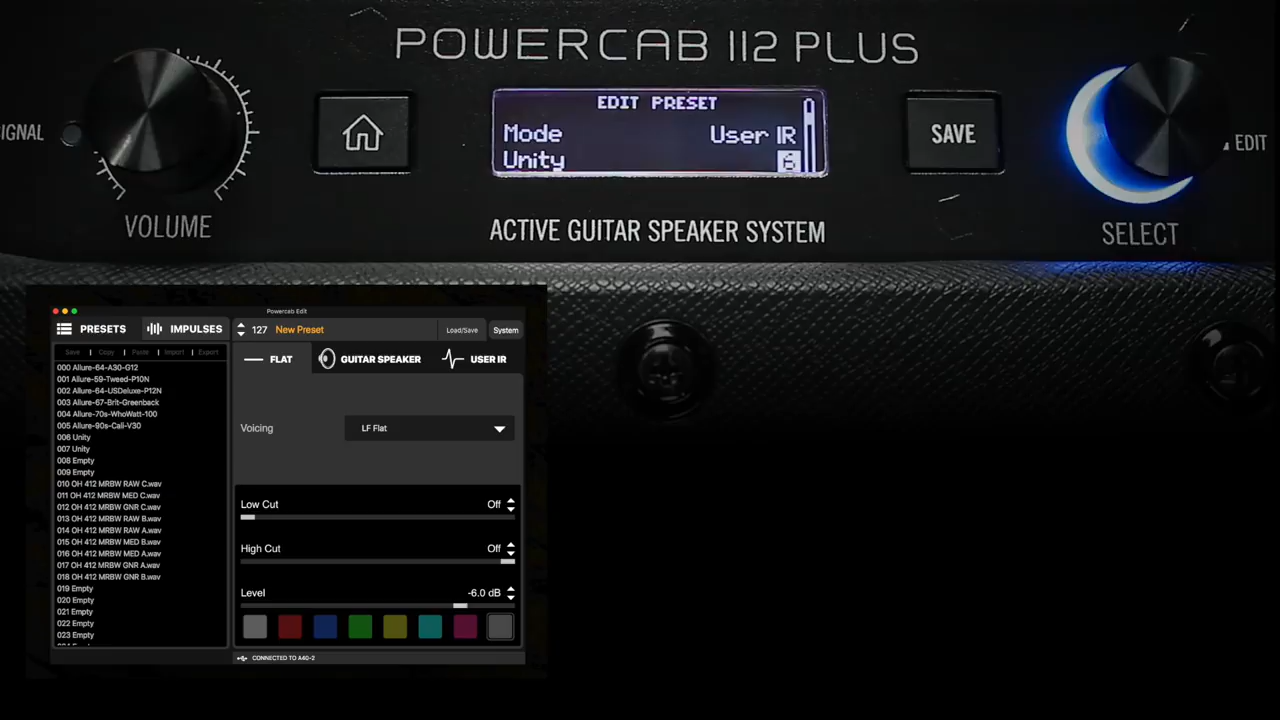 POWERCAB 112 PLUS
SIGNAL
EDIT PRESET
Mode User IR
Unity 6
SAVE
EDIT
VOLUME
ACTIVE GUITAR SPEAKER SYSTEM
SELECT
Powercab Edit
PRESETS IMPULSES 127 New Preset Load/Save System
Save | Copy | Paste | Import | Export
FLAT GUITAR SPEAKER USER IR
000 Allure-64-A30-G12
001 Allure-59-Tweed-P10N
002 Allure-64-USDeluxe-P12N
003 Allure-67-Brit-Greenback
004 Allure-70s-WhoWatt-100
005 Allure-90s-Cali-V30
006 Unity
007 Unity
008 Empty
009 Empty
010 OH 412 MRBW RAW C.wav
011 OH 412 MRBW MED C.wav
012 OH 412 MRBW GNR C.wav
013 OH 412 MRBW RAW B.wav
014 OH 412 MRBW RAW A.wav
015 OH 412 MRBW MED B.wav
016 OH 412 MRBW MED A.wav
017 OH 412 MRBW GNR A.wav
018 OH 412 MRBW GNR B.wav
019 Empty
020 Empty
021 Empty
022 Empty
023 Empty
Voicing LF Flat
Low Cut Off
High Cut Off
Level -6.0 dB
CONNECTED TO A40-2